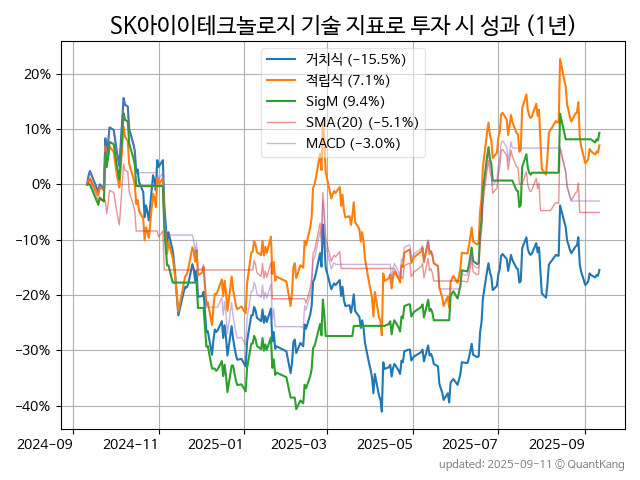 SK아이이테크놀로지 기술 지표로 투자 시 성과 (1년)
거치식 (−15.5%)
적립식 (7.1%)
SigM (9.4%)
SMA(20) (−5.1%)
MACD (−3.0%)
20%
10%
0%
−10%
−20%
−30%
−40%
2024-09
2024-11
2025-01
2025-03
2025-05
2025-07
2025-09
updated: 2025-09-11 © QuantKang